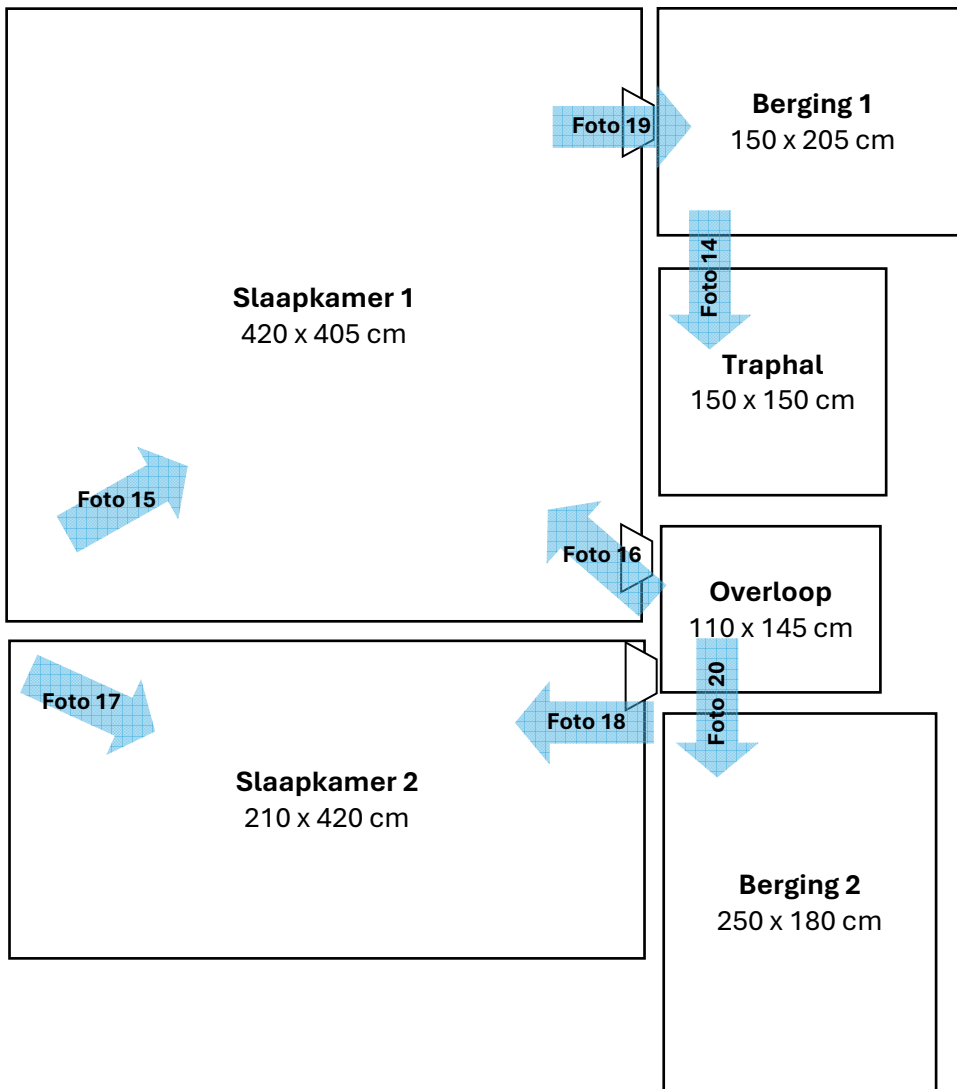 Berging 1
150 x 205 cm
Foto 19
Foto 14
Slaapkamer 1
420 x 405 cm
Traphal
150 x 150 cm
Foto 15
Foto 16
Overloop
110 x 145 cm
Foto 17
Foto 18
Foto 20
Slaapkamer 2
210 x 420 cm
Berging 2
250 x 180 cm